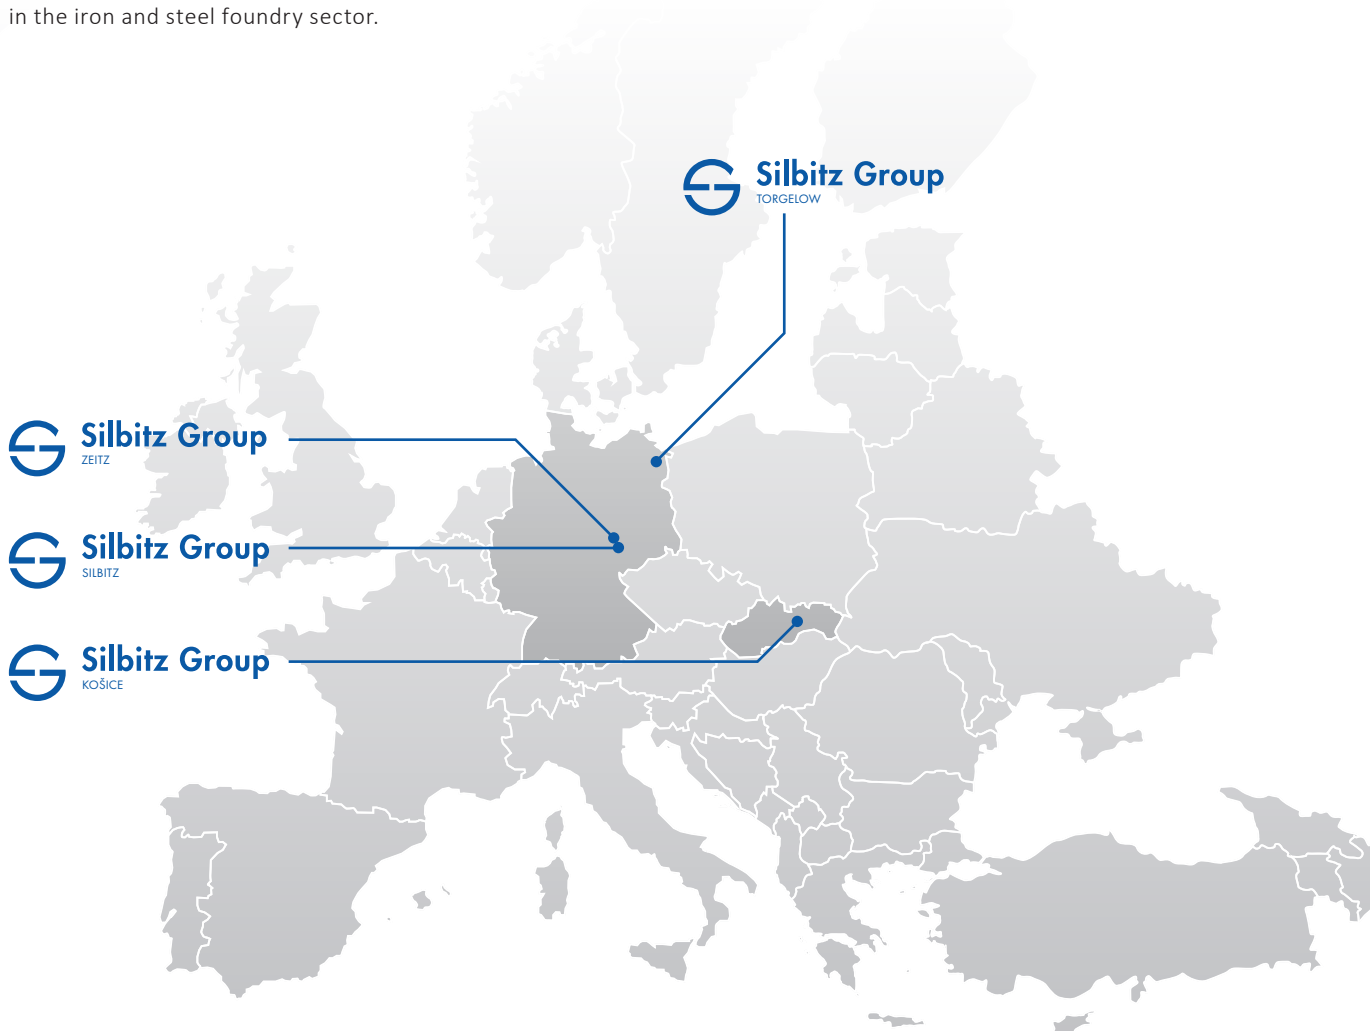 in the iron and steel foundry sector.
Silbitz Group
TORGELOW
Silbitz Group
ZEITZ
Silbitz Group
SILBITZ
Silbitz Group
KOŠICE